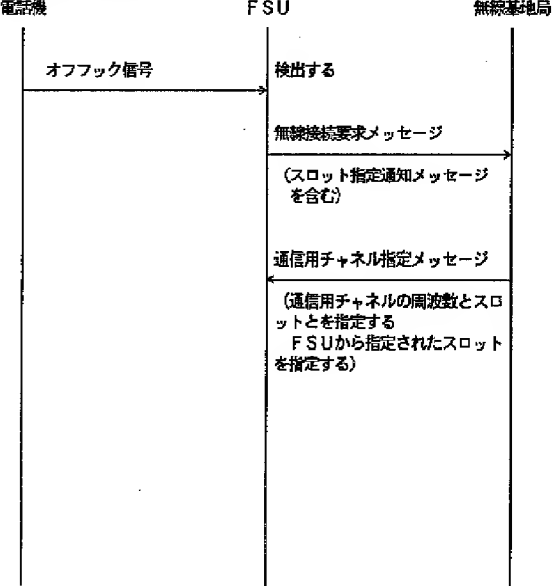 電話機
FSU
無線基地局
オフフック信号
検出する
無線接続要求メッセージ
(スロット指定通知メッセージ
を含む)
通信用チャネル指定メッセージ
(通信用チャネルの周波数とスロ
ットとを指定する
FSUから指定されたスロット
を指定する)